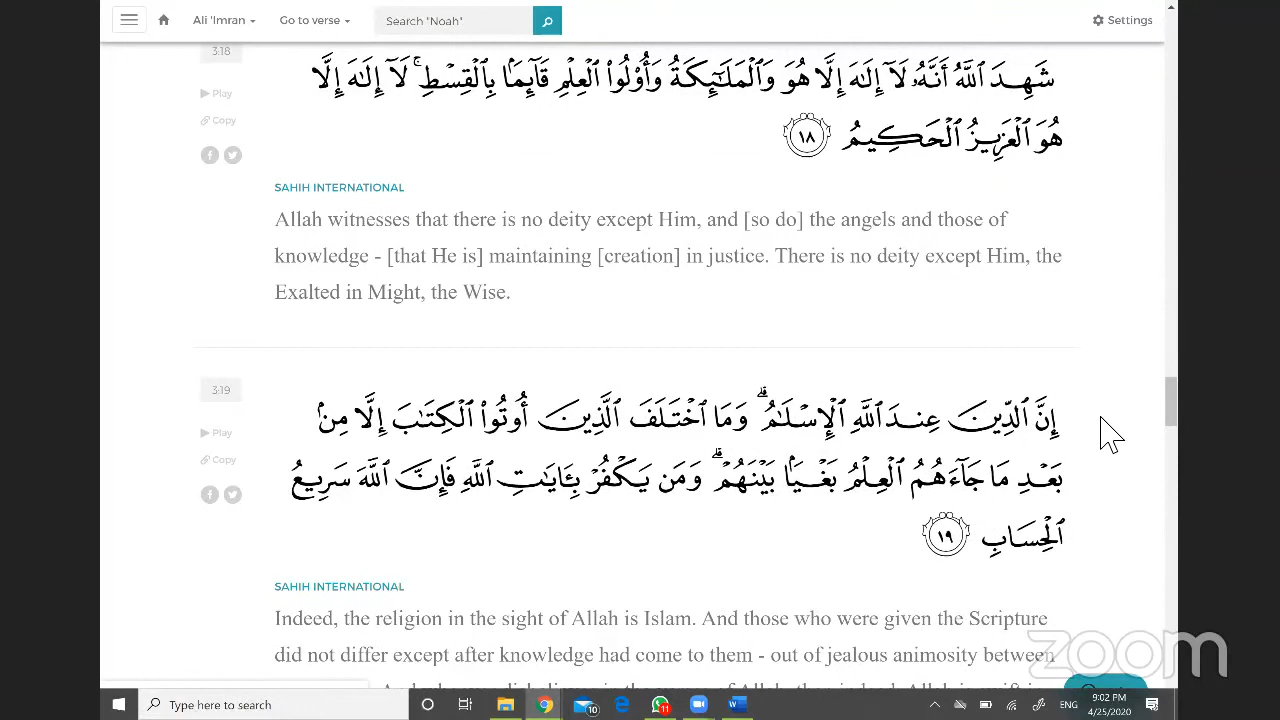 Ali 'Imran
Go to verse
Search "Noah"
Settings
3:18
شَهِدَ ٱللَّهُ أَنَّهُۥ لَآ إِلَٰهَ إِلَّا هُوَ وَٱلْمَلَٰٓئِكَةُ وَأُو۟لُوا۟ ٱلْعِلْمِ قَآئِمًۢا بِٱلْقِسْطِ ۚ لَآ إِلَٰهَ إِلَّا
هُوَ ٱلْعَزِيزُ ٱلْحَكِيمُ ١٨
Play
Copy
SAHIH INTERNATIONAL
Allah witnesses that there is no deity except Him, and [so do] the angels and those of
knowledge - [that He is] maintaining [creation] in justice. There is no deity except Him, the
Exalted in Might, the Wise.
3:19
إِنَّ ٱلدِّينَ عِندَ ٱللَّهِ ٱلْإِسْلَٰمُ ۗ وَمَا ٱخْتَلَفَ ٱلَّذِينَ أُوتُوا۟ ٱلْكِتَٰبَ إِلَّا مِنۢ
بَعْدِ مَا جَآءَهُمُ ٱلْعِلْمُ بَغْيًۢا بَيْنَهُمْ ۗ وَمَن يَكْفُرْ بِـَٔايَٰتِ ٱللَّهِ فَإِنَّ ٱللَّهَ سَرِيعُ
ٱلْحِسَابِ ١٩
Play
Copy
SAHIH INTERNATIONAL
Indeed, the religion in the sight of Allah is Islam. And those who were given the Scripture
did not differ except after knowledge had come to them - out of jealous animosity between
zoom
Type here to search
10
11
ENG
9:02 PM
4/25/2020